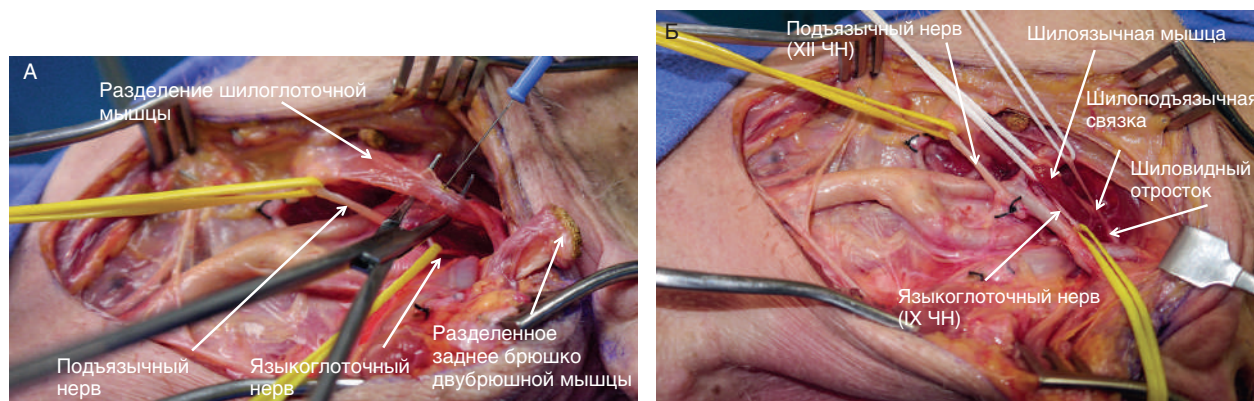 А
Разделение шилоглоточной
мышцы
Подъязычный
нерв
Языкоглоточный
нерв
Разделенное
заднее брюшко
двубрюшной мышцы
Б
Подъязычный нерв
(XII ЧН)
Шилоязычная мышца
Шилоподъязычная
связка
Шиловидный
отросток
Языкоглоточный нерв
(IX ЧН)